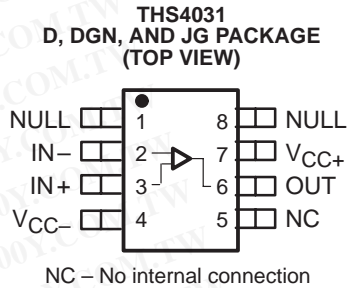 THS4031
D, DGN, AND JG PACKAGE
(TOP VIEW)
NULL 1 8 NULL
IN– 2 7 VCC+
IN+ 3 6 OUT
VCC– 4 5 NC
NC – No internal connection